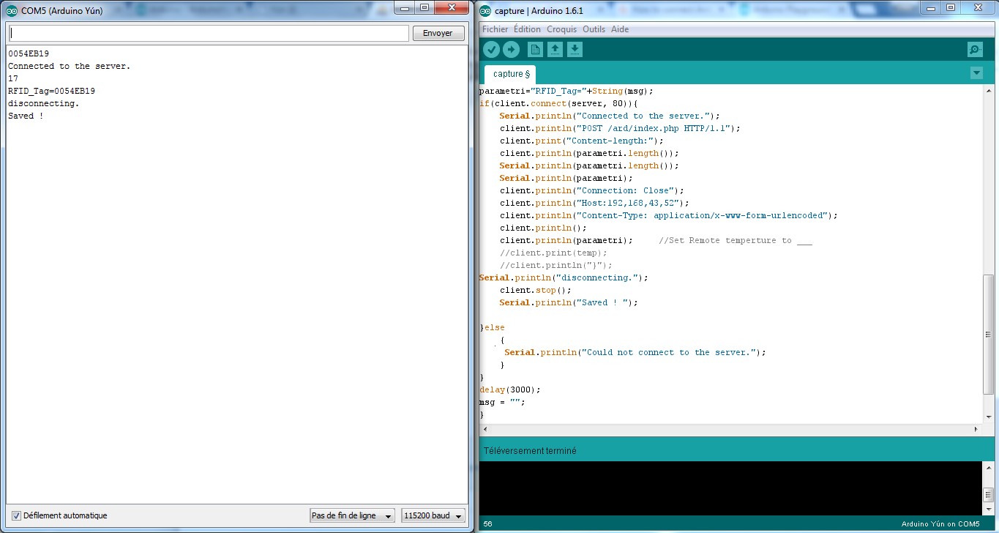 COM5 (Arduino Yún)
Envoyer
0054EB19
Connected to the server.
17
RFID_Tag=0054EB19
disconnecting.
Saved !
Défilement automatique
Pas de fin de ligne
115200 baud
capture | Arduino 1.6.1
Fichier Édition Croquis Outils Aide
capture §
parametri="RFID_Tag="+String(msg);
if(client.connect(server, 80)){
Serial.println("Connected to the server.");
client.println("POST /ard/index.php HTTP/1.1");
client.print("Content-length:");
client.println(parametri.length());
Serial.println(parametri.length());
Serial.println(parametri);
client.println("Connection: Close");
client.println("Host:192,168,43,52");
client.println("Content-Type: application/x-www-form-urlencoded");
client.println();
client.println(parametri); //Set Remote temperture to ___
//client.print(temp);
//client.println("}");
Serial.println("disconnecting.");
client.stop();
Serial.println("Saved ! ");
}else
{
Serial.println("Could not connect to the server.");
}
}
delay(3000);
msg = "";
}
Téléversement terminé
56
Arduino Yún on COM5